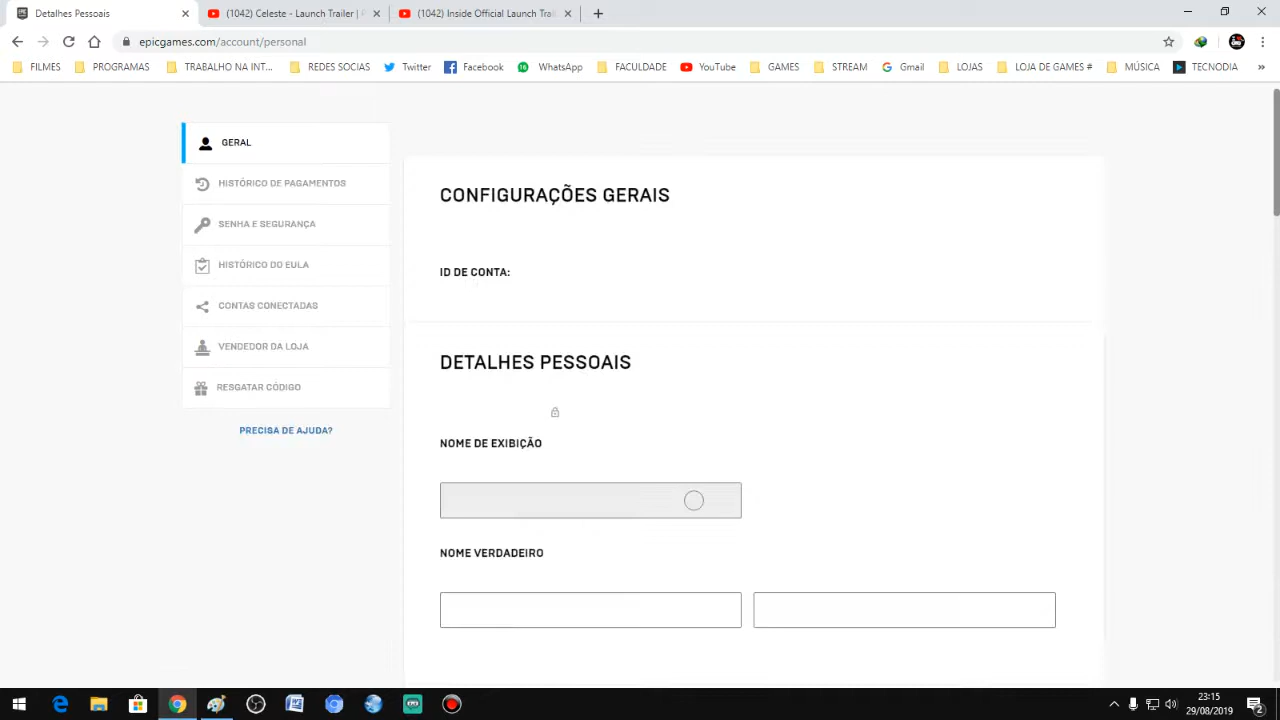 Detalhes Pessoais
(1042) Celeste - Launch Trailer | P
(1042) Inside Official Launch Trai
epicgames.com/account/personal
FILMES
PROGRAMAS
TRABALHO NA INT...
REDES SOCIAS
Twitter
Facebook
WhatsApp
FACULDADE
YouTube
GAMES
STREAM
Gmail
LOJAS
LOJA DE GAMES #
MÚSICA
TECNODIA
»
GERAL
HISTÓRICO DE PAGAMENTOS
SENHA E SEGURANÇA
HISTÓRICO DO EULA
CONTAS CONECTADAS
VENDEDOR DA LOJA
RESGATAR CÓDIGO
PRECISA DE AJUDA?
CONFIGURAÇÕES GERAIS
ID DE CONTA:
DETALHES PESSOAIS
NOME DE EXIBIÇÃO
NOME VERDADEIRO
23:15
29/08/2019